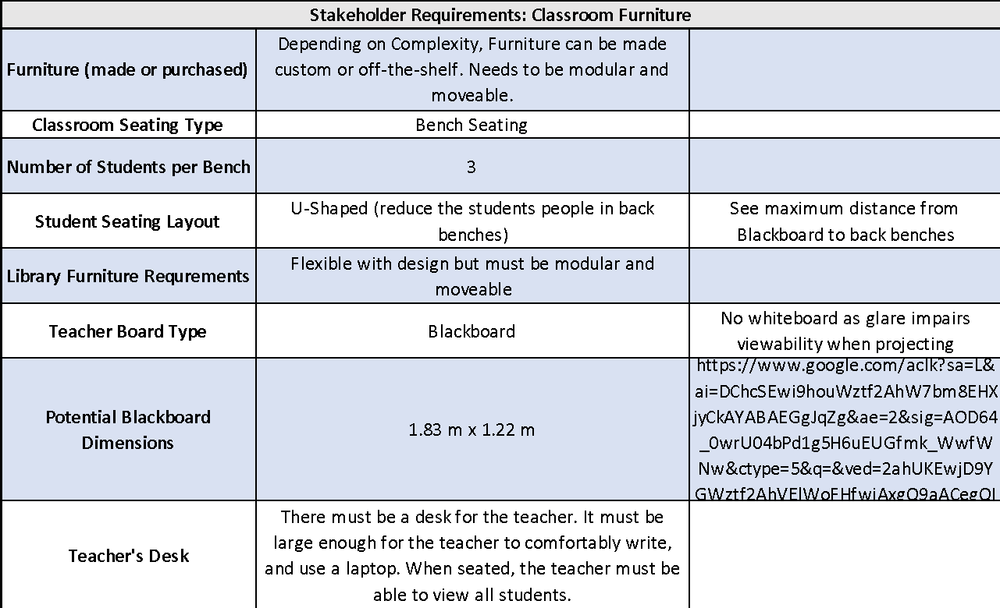 Stakeholder Requirements: Classroom Furniture
Furniture (made or purchased)
Depending on Complexity, Furniture can be made
custom or off-the-shelf. Needs to be modular and
moveable.
Classroom Seating Type
Bench Seating
Number of Students per Bench
3
Student Seating Layout
U-Shaped (reduce the students people in back
benches)
See maximum distance from
Blackboard to back benches
Library Furniture Requrements
Flexible with design but must be modular and
moveable
Teacher Board Type
Blackboard
No whiteboard as glare impairs
viewability when projecting
Potential Blackboard
Dimensions
1.83 m x 1.22 m
https://www.google.com/aclk?sa=L&
ai=DChcSEwi9houWztf2AhW7bm8EHX
jyCkAYABAEGgJqZg&ae=2&sig=AOD64
_0wrU04bPd1g5H6uEUGfmk_WwfW
Nw&ctype=5&q=&ved=2ahUKEwjD9Y
GWztf2AhVElWoFHfwiAxgQ9aACegQI
Teacher's Desk
There must be a desk for the teacher. It must be
large enough for the teacher to comfortably write,
and use a laptop. When seated, the teacher must be
able to view all students.